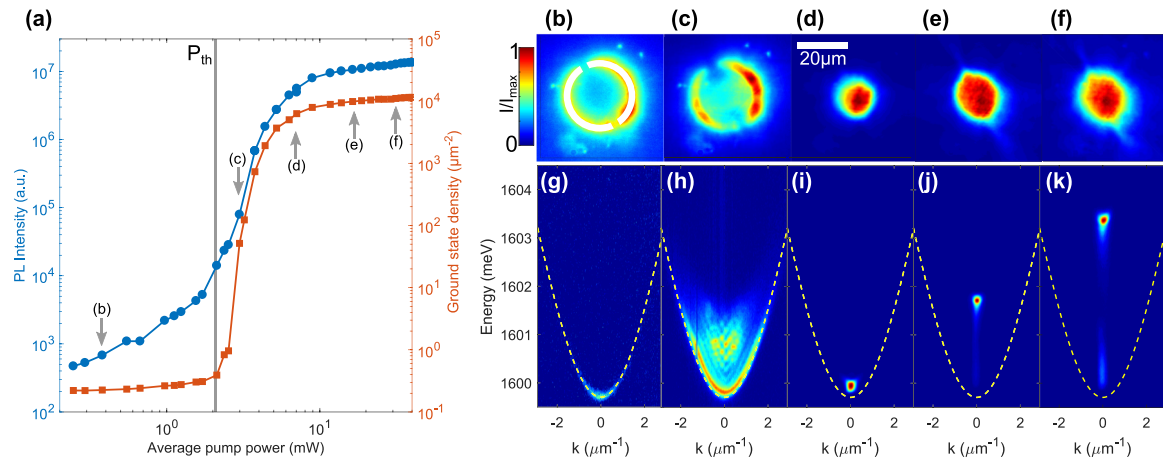 (a) (b) (c) (d) (e) (f)
P_th
10^7
10^6
10^5
10^4
10^3
10^2
PL Intensity (a.u.)
10^5
10^4
10^3
10^2
10^1
10^0
10^-1
Ground state density (µm^-2)
(b)
(c)
(d)
(e)
(f)
10^0 10^1
Average pump power (mW)
1
0
I/I_max
20µm
(g) (h) (i) (j) (k)
1604
1603
1602
1601
1600
Energy (meV)
-2 0 2 -2 0 2 -2 0 2 -2 0 2 -2 0 2
k (µm^-1) k (µm^-1) k (µm^-1) k (µm^-1) k (µm^-1)